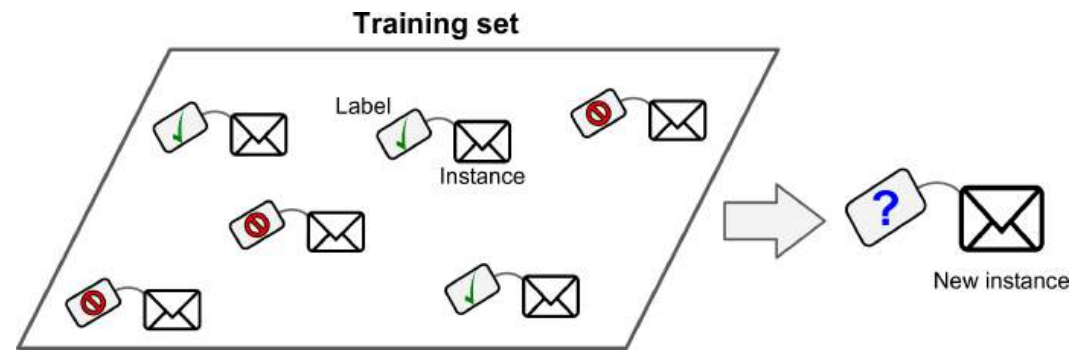 Training set
Label
Instance
?
New instance